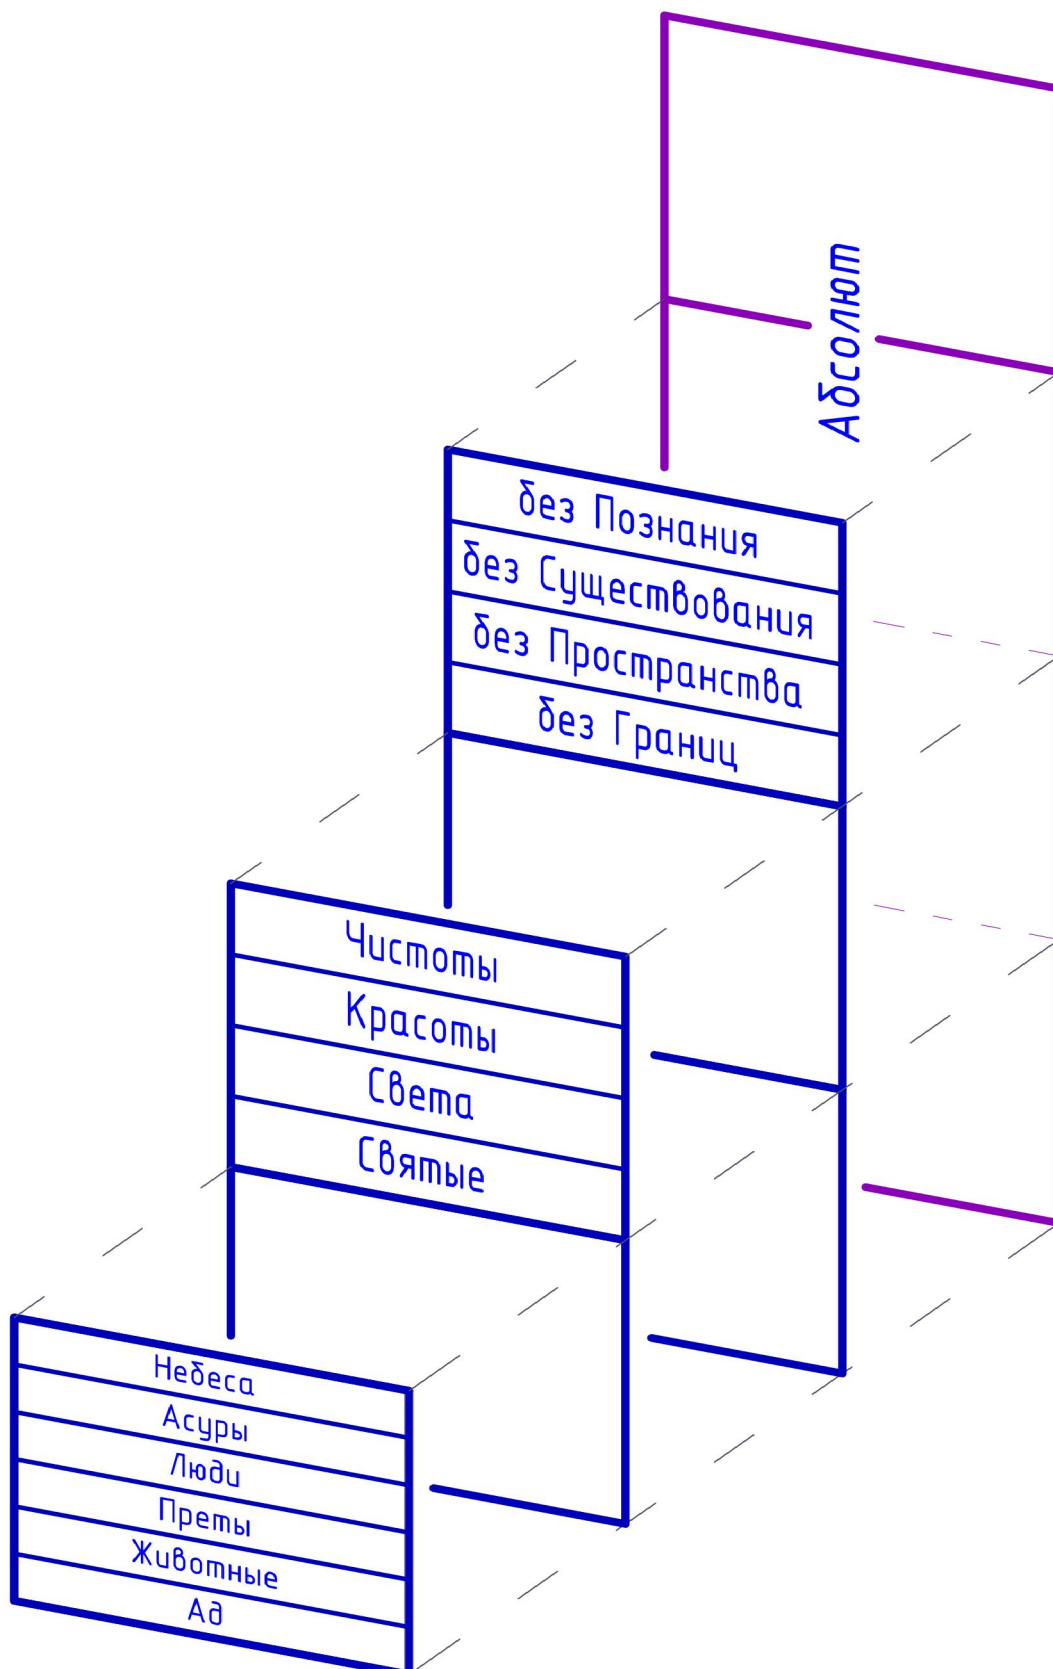 Абсолют
без Познания
без Существования
без Пространства
без Границ
Чистоты
Красоты
Света
Святые
Небеса
Асуры
Люди
Преты
Животные
Ад